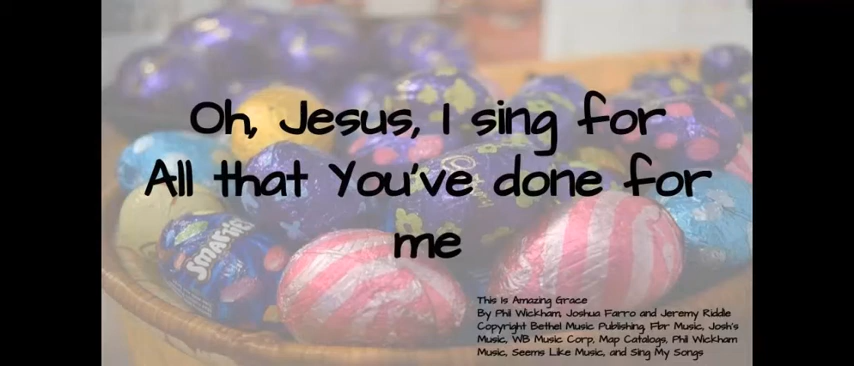 Oh, Jesus, I sing for
All that You've done for
me
SMARTIES
This Is Amazing Grace
By Phil Wickham, Joshua Farro and Jeremy Riddle
Copyright Bethel Music Publishing, Fbr Music, Josh's
Music, WB Music Corp, Map Catalogs, Phil Wickham
Music, Seems Like Music, and Sing My Songs